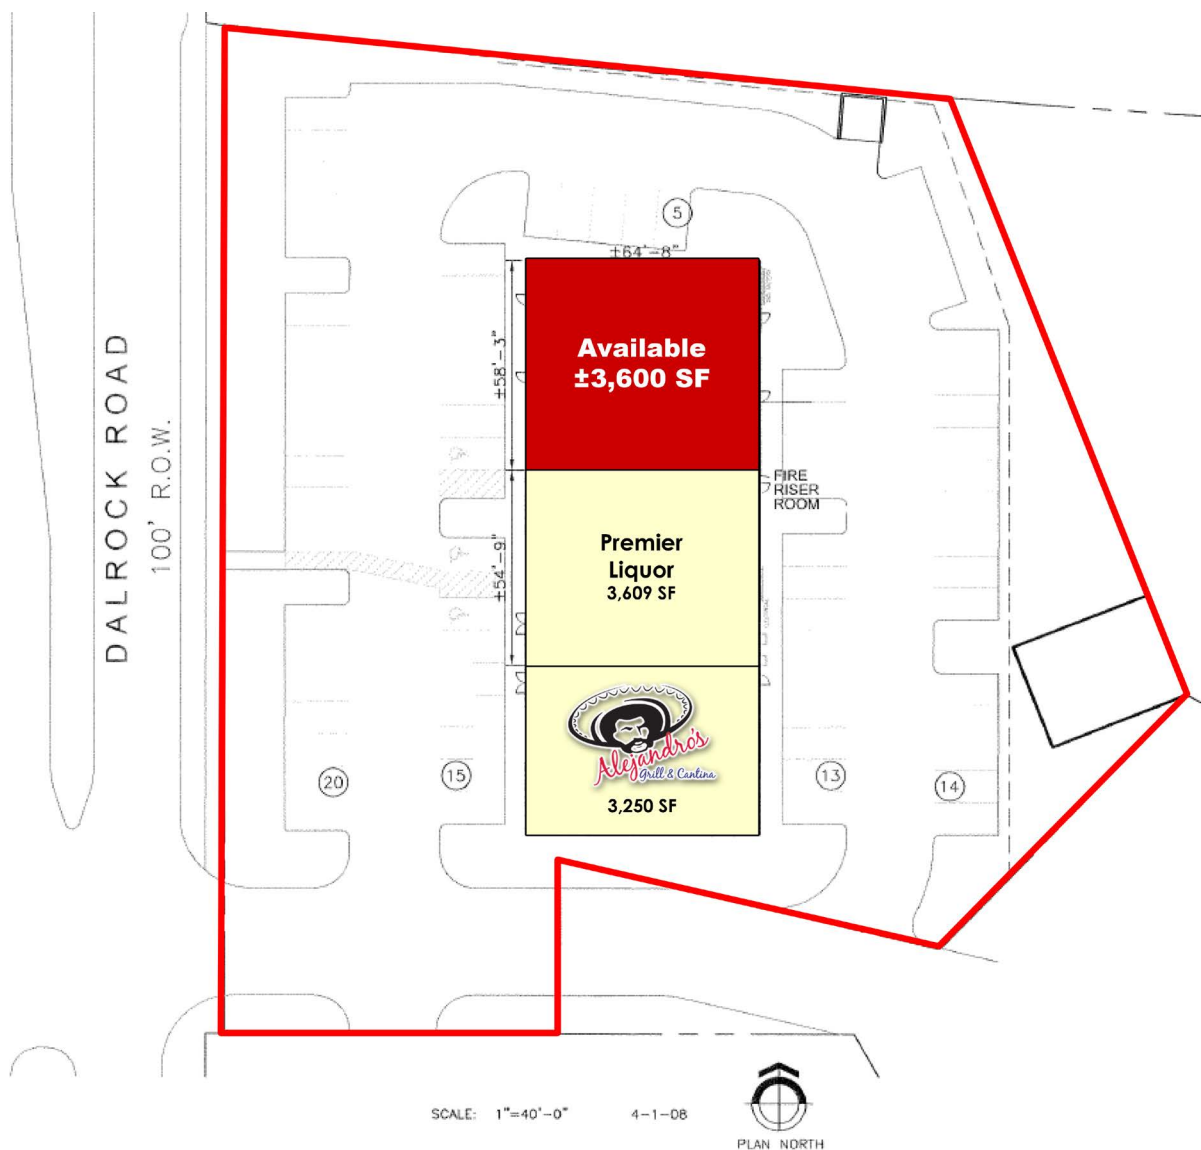 5
±64'-8"
±58'-3"
Available
±3,600 SF
DALROCK ROAD
100' R.O.W.
FIRE
RISER
ROOM
±54'-9"
Premier
Liquor
3,609 SF
Alejandro's
Grill & Cantina
3,250 SF
20
15
13
14
SCALE: 1"=40'-0"
4-1-08
PLAN NORTH